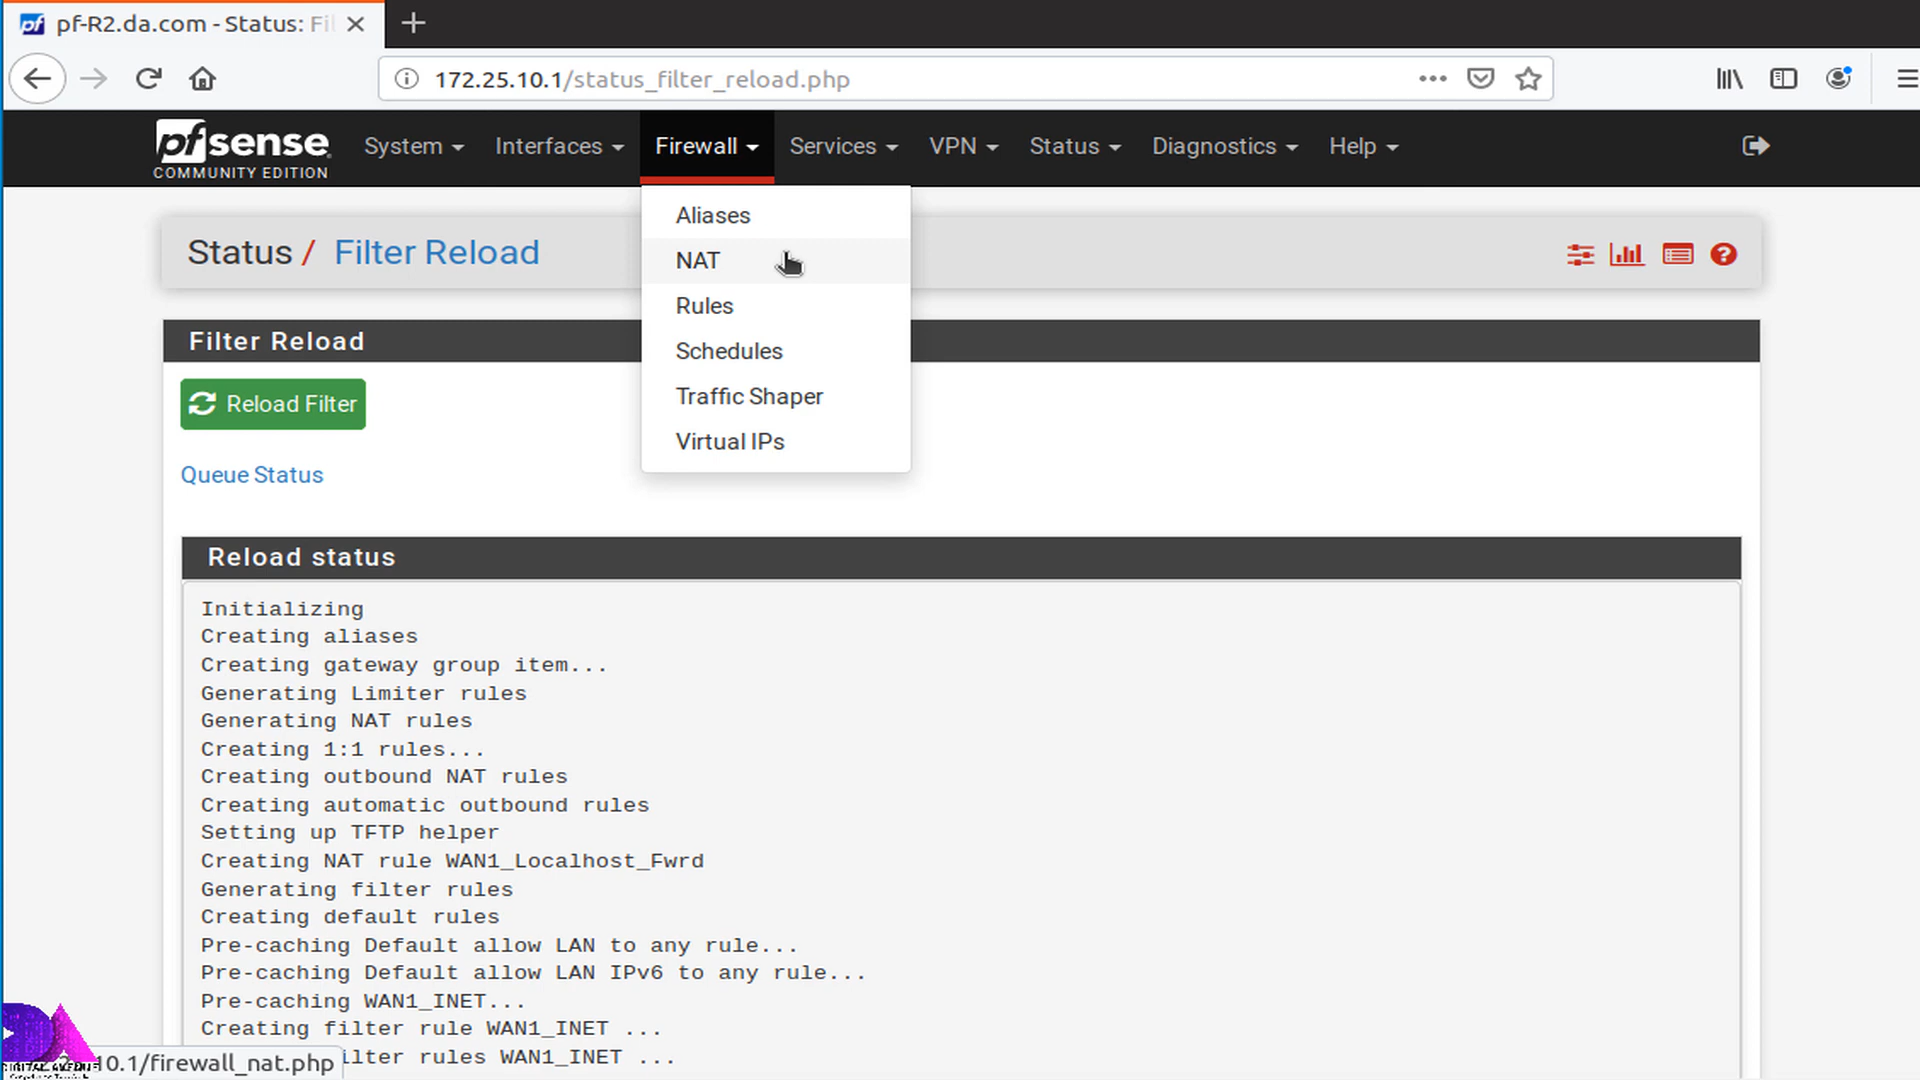 pf-R2.da.com - Status: Fil
172.25.10.1/status_filter_reload.php
pfsense
COMMUNITY EDITION
System
Interfaces
Firewall
Services
VPN
Status
Diagnostics
Help
Aliases
NAT
Rules
Schedules
Traffic Shaper
Virtual IPs
Status / Filter Reload
Filter Reload
Reload Filter
Queue Status
Reload status
Initializing
Creating aliases
Creating gateway group item...
Generating Limiter rules
Generating NAT rules
Creating 1:1 rules...
Creating outbound NAT rules
Creating automatic outbound rules
Setting up TFTP helper
Creating NAT rule WAN1_Localhost_Fwrd
Generating filter rules
Creating default rules
Pre-caching Default allow LAN to any rule...
Pre-caching Default allow LAN IPv6 to any rule...
Pre-caching WAN1_INET...
Creating filter rule WAN1_INET ...
ilter rules WAN1_INET ...
10.1/firewall_nat.php
DIGITAL AVENUE